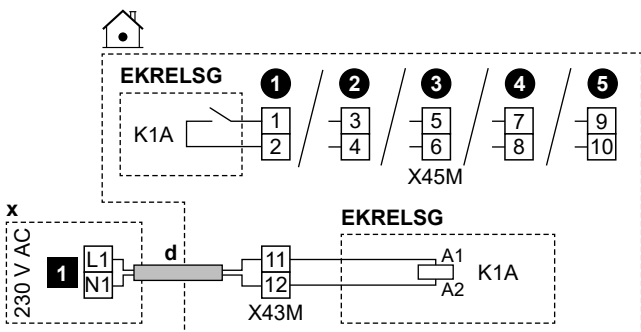 EKRELSG
1 2 3 4 5
K1A
1 3 5 7 9
2 4 6 8 10
X45M
x
EKRELSG
230 V AC
1
L1
N1
d
11
12
X43M
A1
A2
K1A